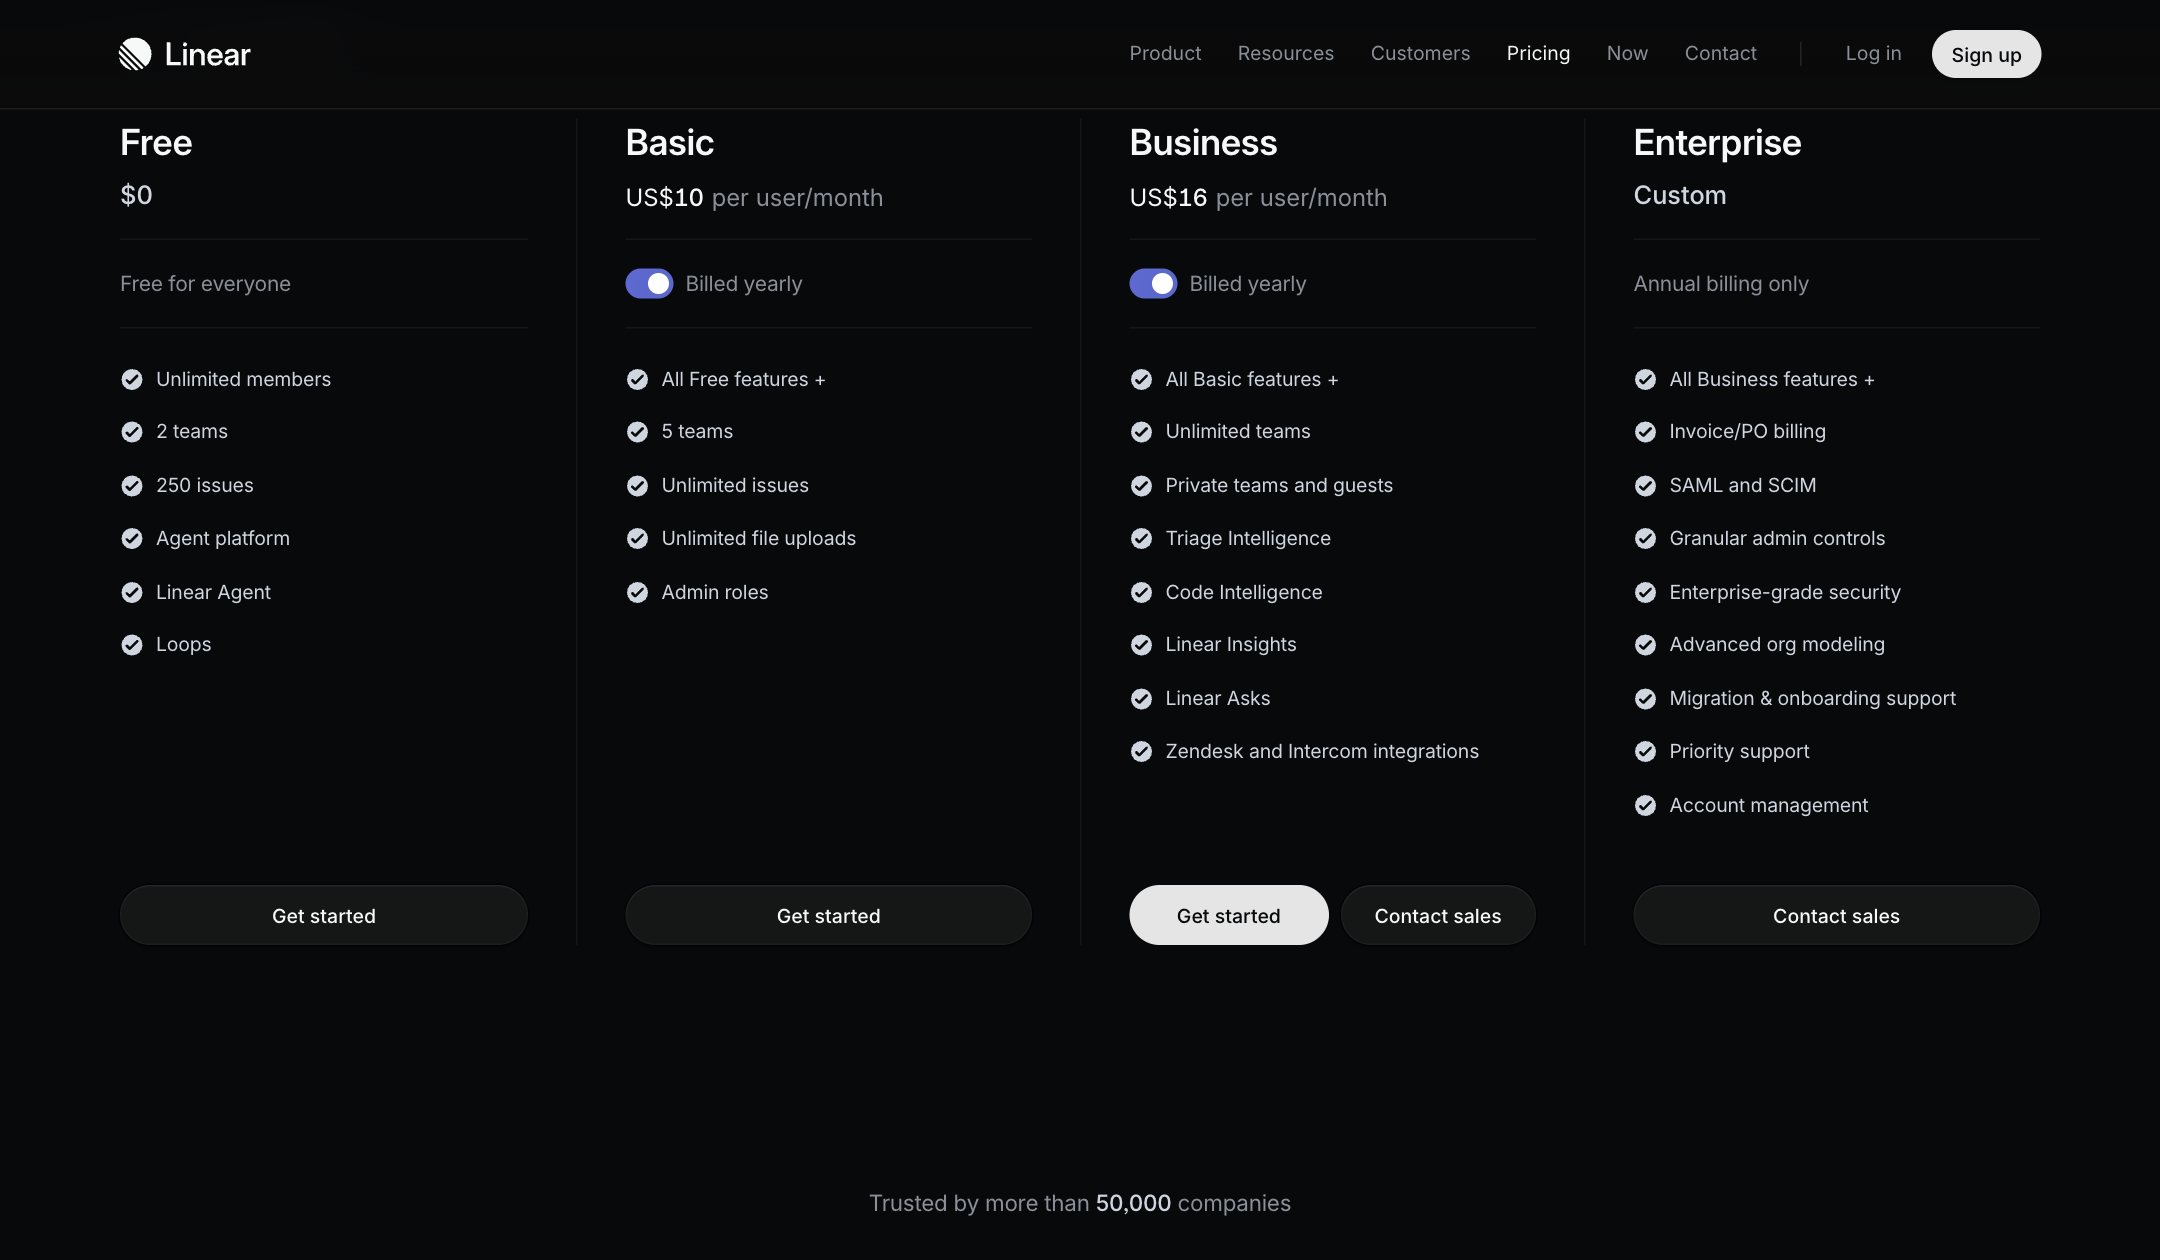 Linear
Product
Resources
Customers
Pricing
Now
Contact
Log in
Sign up
Free
$0
Free for everyone
Unlimited members
2 teams
250 issues
Agent platform
Linear Agent
Loops
Get started
Basic
US$10 per user/month
Billed yearly
All Free features +
5 teams
Unlimited issues
Unlimited file uploads
Admin roles
Get started
Business
US$16 per user/month
Billed yearly
All Basic features +
Unlimited teams
Private teams and guests
Triage Intelligence
Code Intelligence
Linear Insights
Linear Asks
Zendesk and Intercom integrations
Get started
Contact sales
Enterprise
Custom
Annual billing only
All Business features +
Invoice/PO billing
SAML and SCIM
Granular admin controls
Enterprise-grade security
Advanced org modeling
Migration & onboarding support
Priority support
Account management
Contact sales
Trusted by more than 50,000 companies